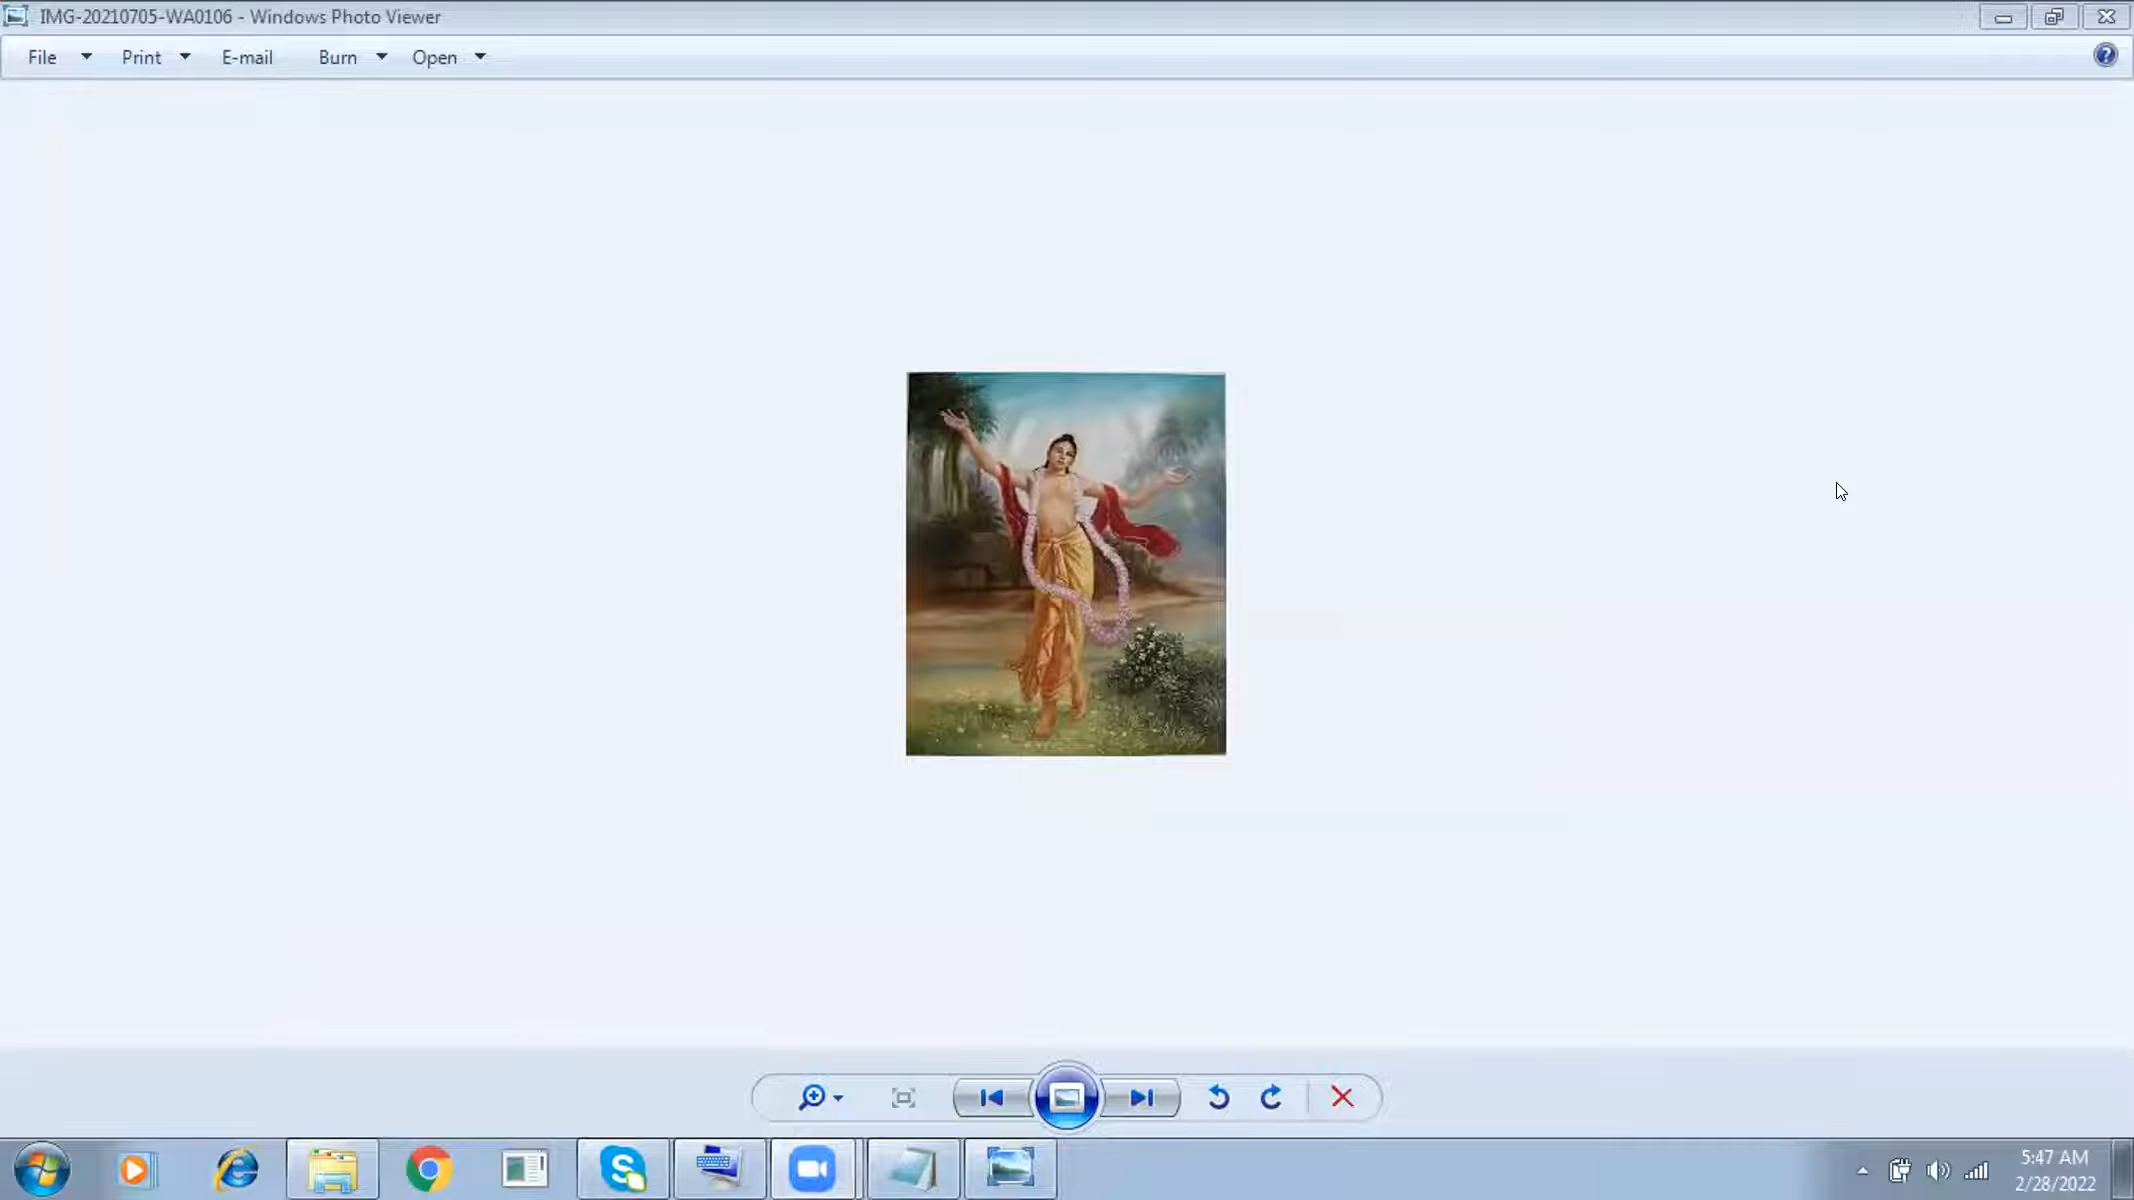 IMG-20210705-WA0106 - Windows Photo Viewer
File Print E-mail Burn Open
5:47 AM
2/28/2022